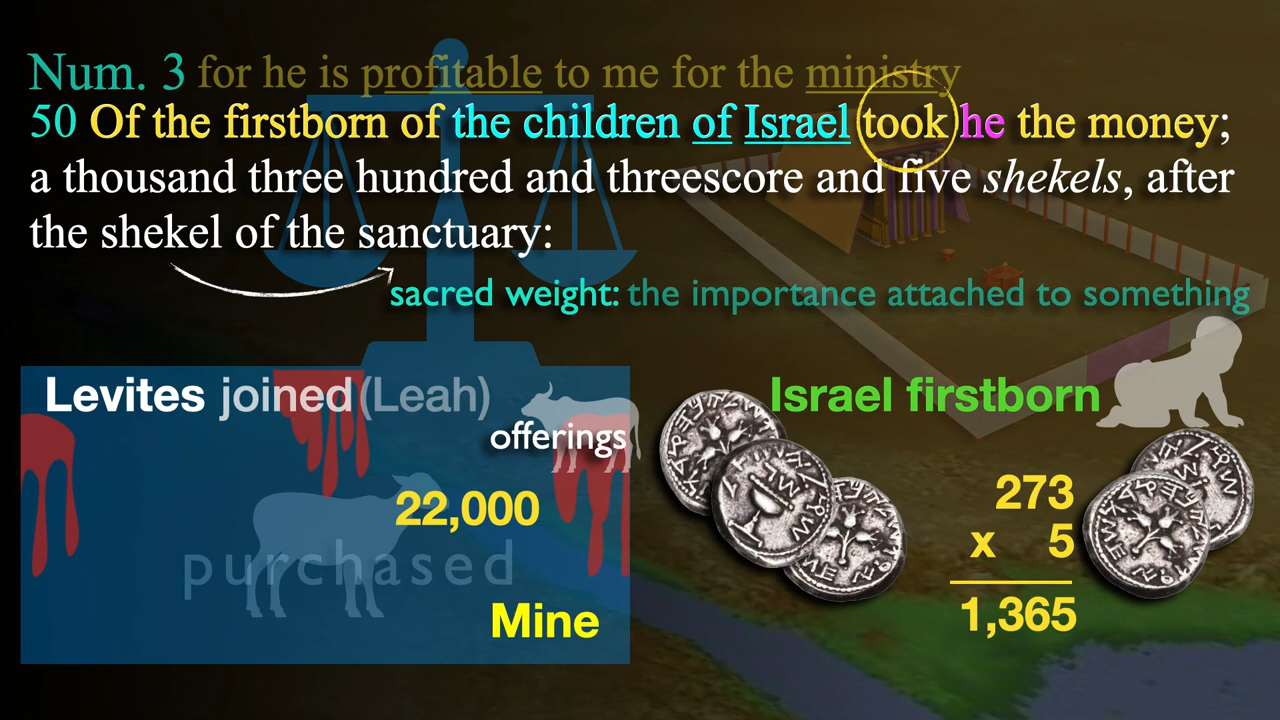 Num. 3 for he is profitable to me for the ministry
50 Of the firstborn of the children of Israel took he the money;
a thousand three hundred and threescore and five shekels, after
the shekel of the sanctuary:
sacred weight: the importance attached to something
Levites joined (Leah)
offerings
22,000
purchased
Mine
Israel firstborn
273
x 5
1,365